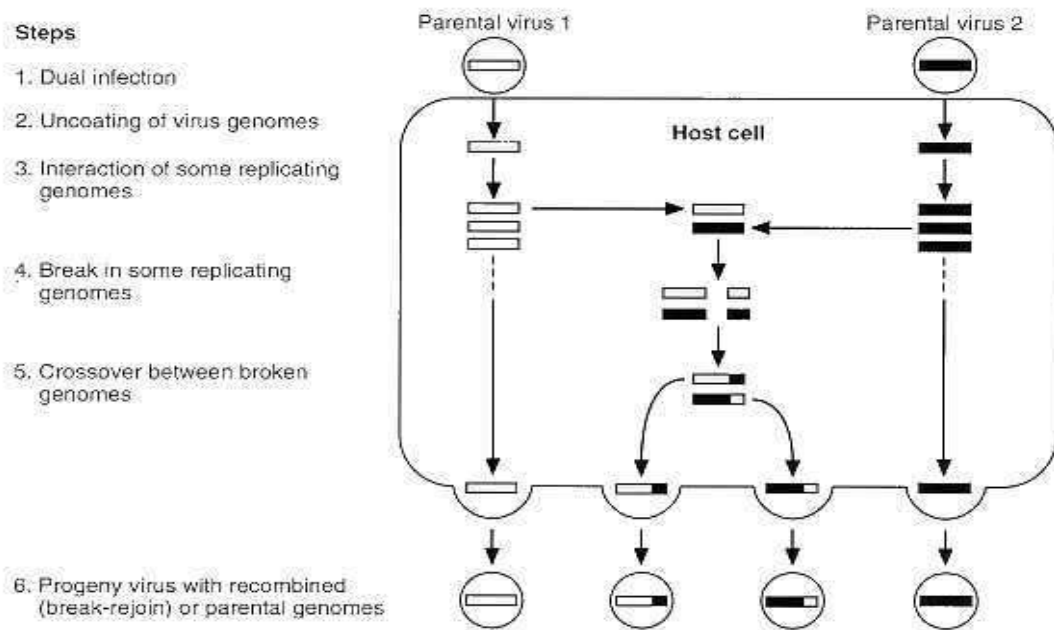 Parental virus 1
Parental virus 2
Steps
1. Dual infection
2. Uncoating of virus genomes
Host cell
3. Interaction of some replicating
genomes
4. Break in some replicating
genomes
5. Crossover between broken
genomes
6. Progeny virus with recombined
(break-rejoin) or parental genomes